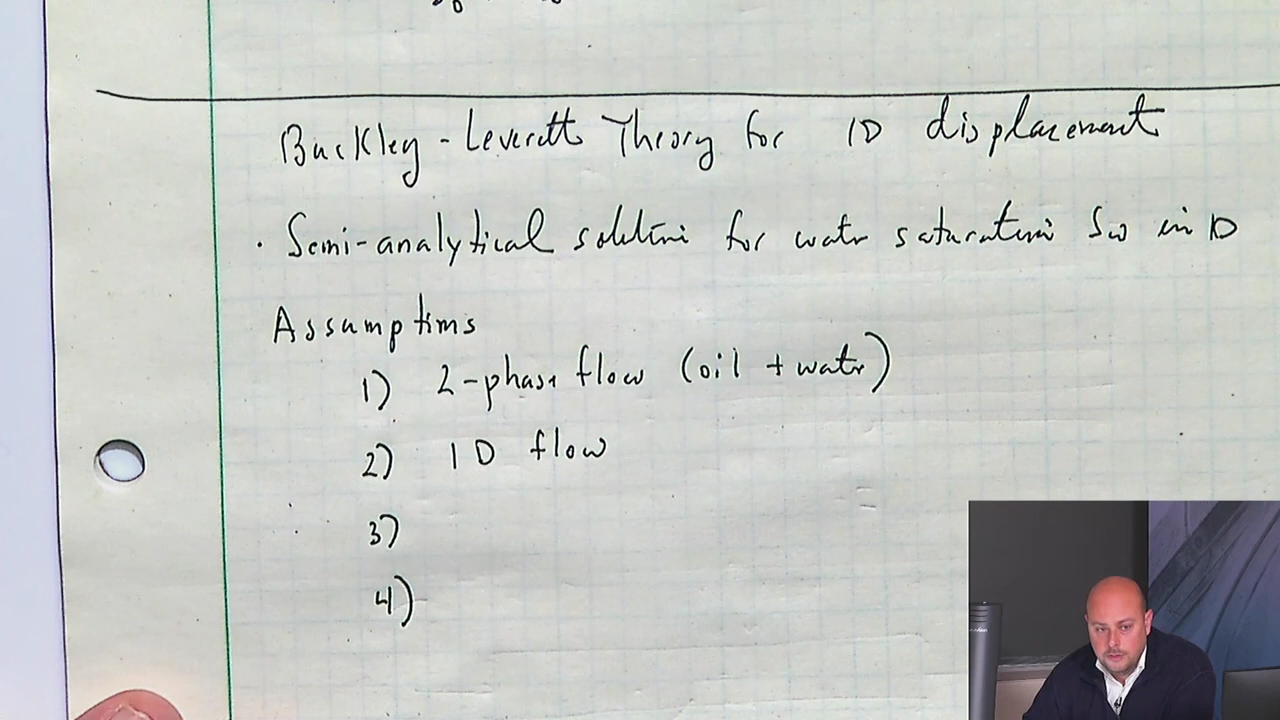 Buckley-Leverett Theory for 1D displacement
· Semi-analytical solution for water saturation Sw in 1D
Assumptions
1) 2-phase flow (oil + water)
2) 1D flow
3)
4)